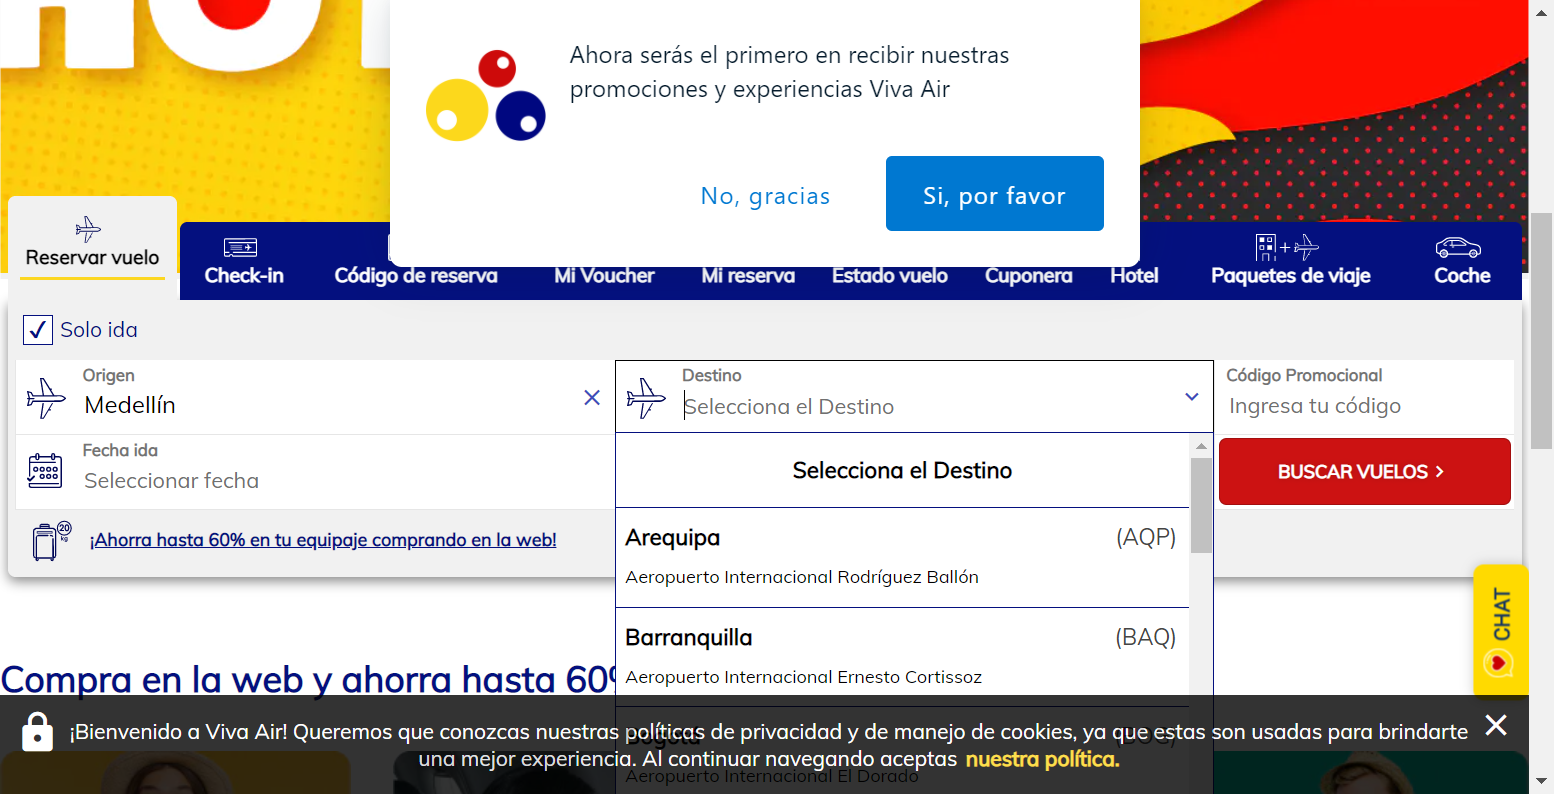 Ahora serás el primero en recibir nuestras
promociones y experiencias Viva Air
No, gracias
Si, por favor
Reservar vuelo
Check-in
Código de reserva
Mi Voucher
Mi reserva
Estado vuelo
Cuponera
Hotel
Paquetes de viaje
Coche
Solo ida
Origen
Medellín
Destino
Selecciona el Destino
Código Promocional
Ingresa tu código
Fecha ida
Seleccionar fecha
BUSCAR VUELOS >
Selecciona el Destino
20
kg
¡Ahorra hasta 60% en tu equipaje comprando en la web!
Arequipa (AQP)
Aeropuerto Internacional Rodríguez Ballón
Barranquilla (BAQ)
Aeropuerto Internacional Ernesto Cortissoz
Bogotá (BOG)
Aeropuerto Internacional El Dorado
CHAT
Compra en la web y ahorra hasta 60%
¡Bienvenido a Viva Air! Queremos que conozcas nuestras políticas de privacidad y de manejo de cookies, ya que estas son usadas para brindarte
una mejor experiencia. Al continuar navegando aceptas nuestra política.